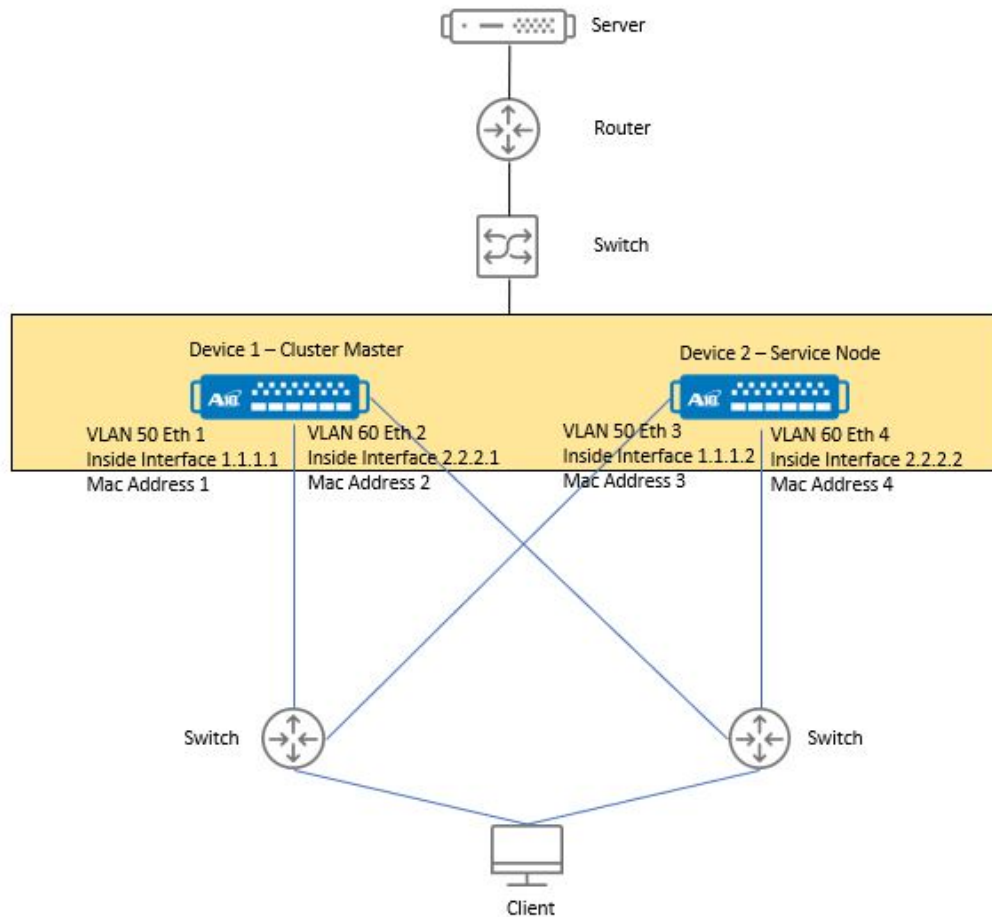 Server
Router
Switch
Device 1 – Cluster Master
Device 2 – Service Node
A10
A10
VLAN 50 Eth 1
Inside Interface 1.1.1.1
Mac Address 1
VLAN 60 Eth 2
Inside Interface 2.2.2.1
Mac Address 2
VLAN 50 Eth 3
Inside Interface 1.1.1.2
Mac Address 3
VLAN 60 Eth 4
Inside Interface 2.2.2.2
Mac Address 4
Switch
Switch
Client